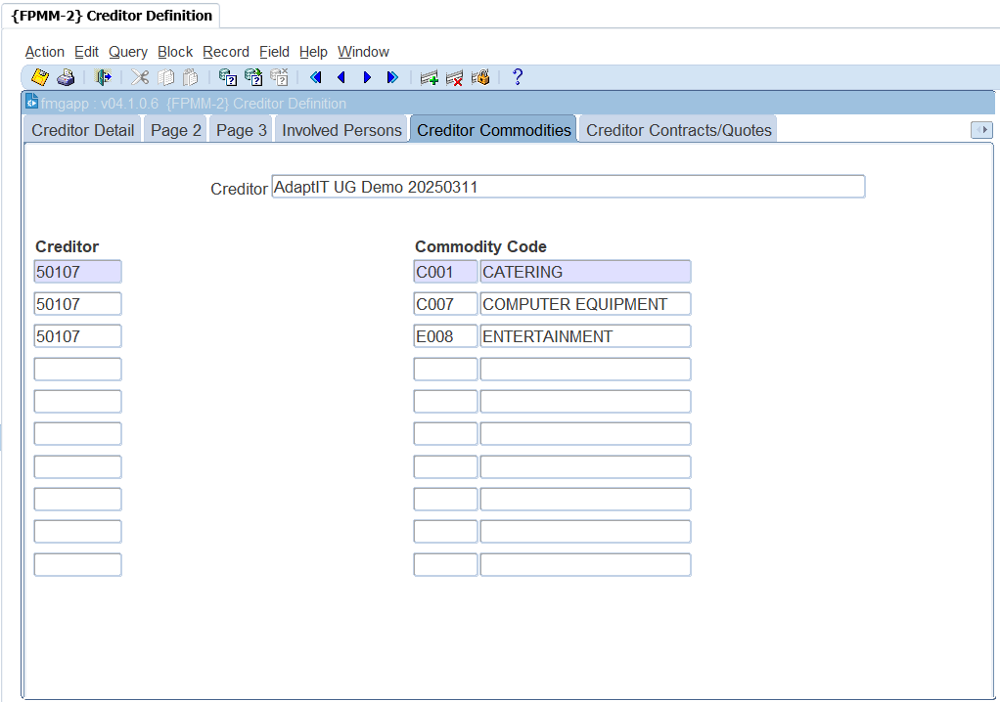 {FPMM-2} Creditor Definition
Action Edit Query Block Record Field Help Window
fmgapp : v04.1.0.6 {FPMM-2} Creditor Definition
Creditor Detail Page 2 Page 3 Involved Persons Creditor Commodities Creditor Contracts/Quotes
Creditor AdaptIT UG Demo 20250311
Creditor Commodity Code
50107 C001 CATERING
50107 C007 COMPUTER EQUIPMENT
50107 E008 ENTERTAINMENT